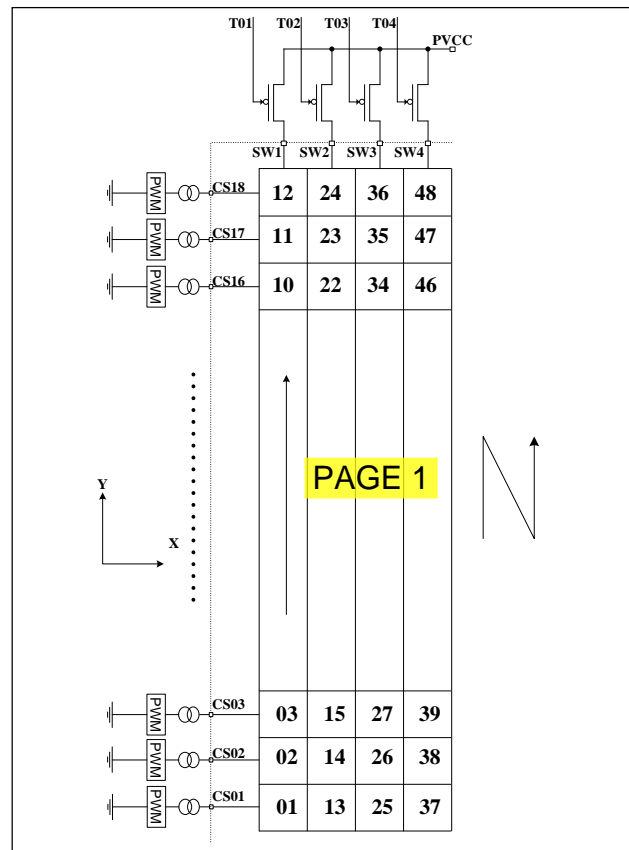 T01 T02 T03 T04
PVCC
SW1 SW2 SW3 SW4
PWM CS18 12 24 36 48
PWM CS17 11 23 35 47
PWM CS16 10 22 34 46
PAGE 1
Y
X
PWM CS03 03 15 27 39
PWM CS02 02 14 26 38
PWM CS01 01 13 25 37